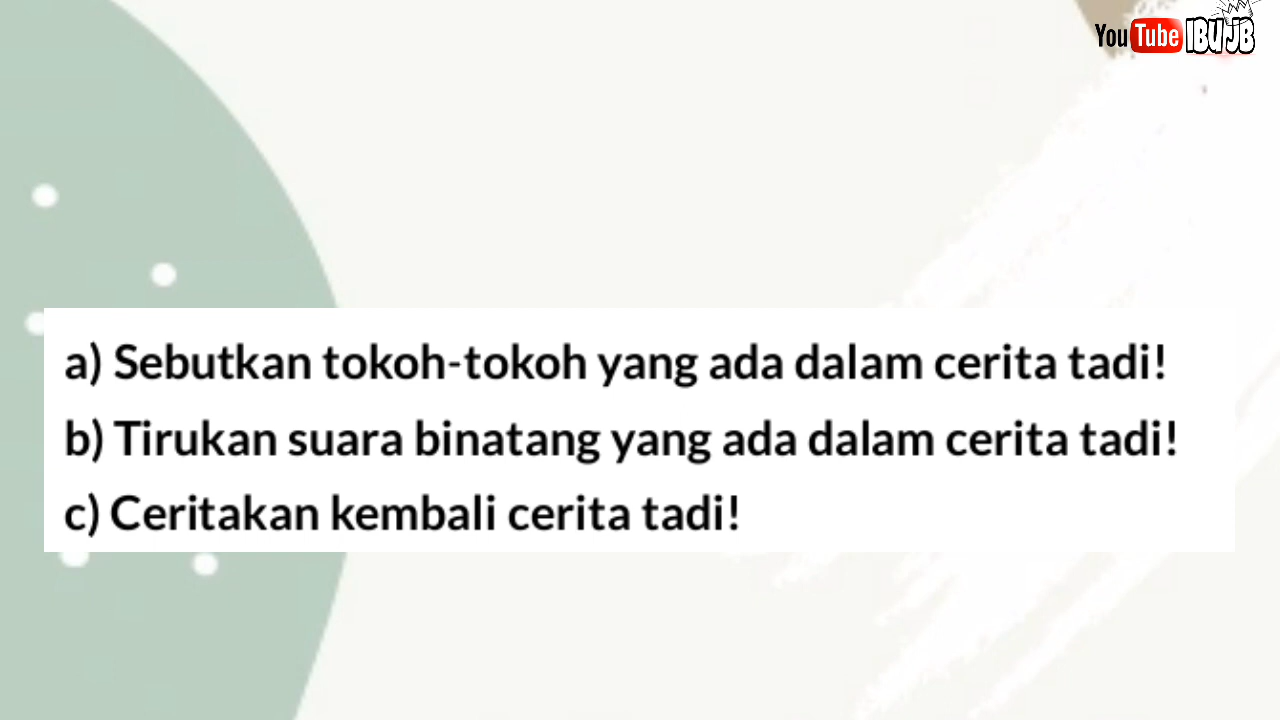 YouTube IBUJB
a) Sebutkan tokoh-tokoh yang ada dalam cerita tadi!
b) Tirukan suara binatang yang ada dalam cerita tadi!
c) Ceritakan kembali cerita tadi!